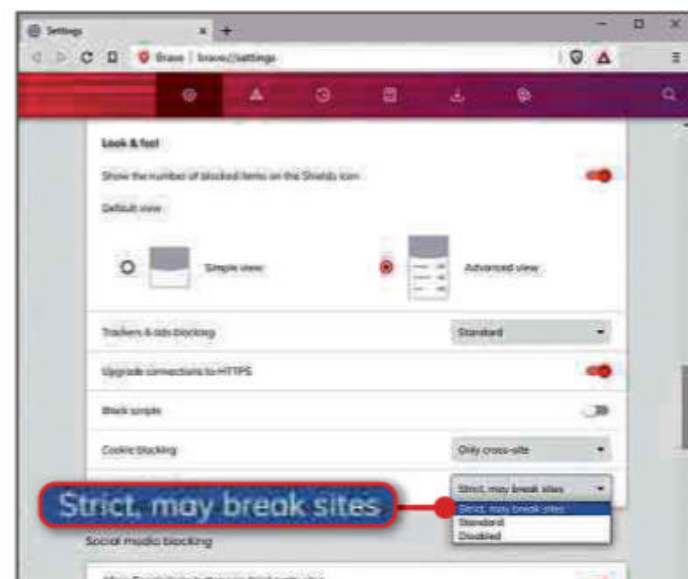 Settings
Brave | brave://settings
Look & feel
Show the number of blocked items on the Shields icon
Default view
Simple view
Advanced view
Trackers & ads blocking
Standard
Upgrade connections to HTTPS
Block scripts
Cookie blocking
Only cross-site
Strict, may break sites
Strict, may break sites
Strict, may break sites
Standard
Disabled
Social media blocking